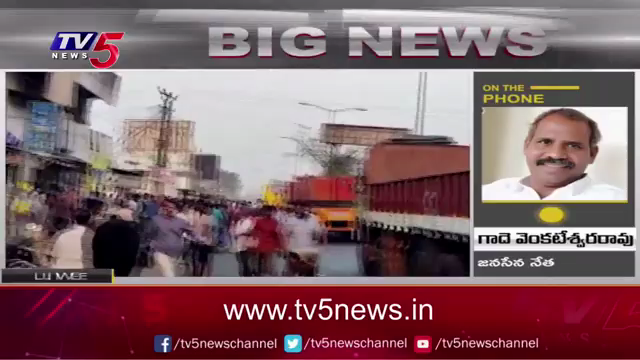 TV5
NEWS
BIG NEWS
ON THE
PHONE
గాదె వెంకటేశ్వరరావు
జనసేన నేత
www.tv5news.in
/tv5newschannel
/tv5newschannel
/tv5newschannel